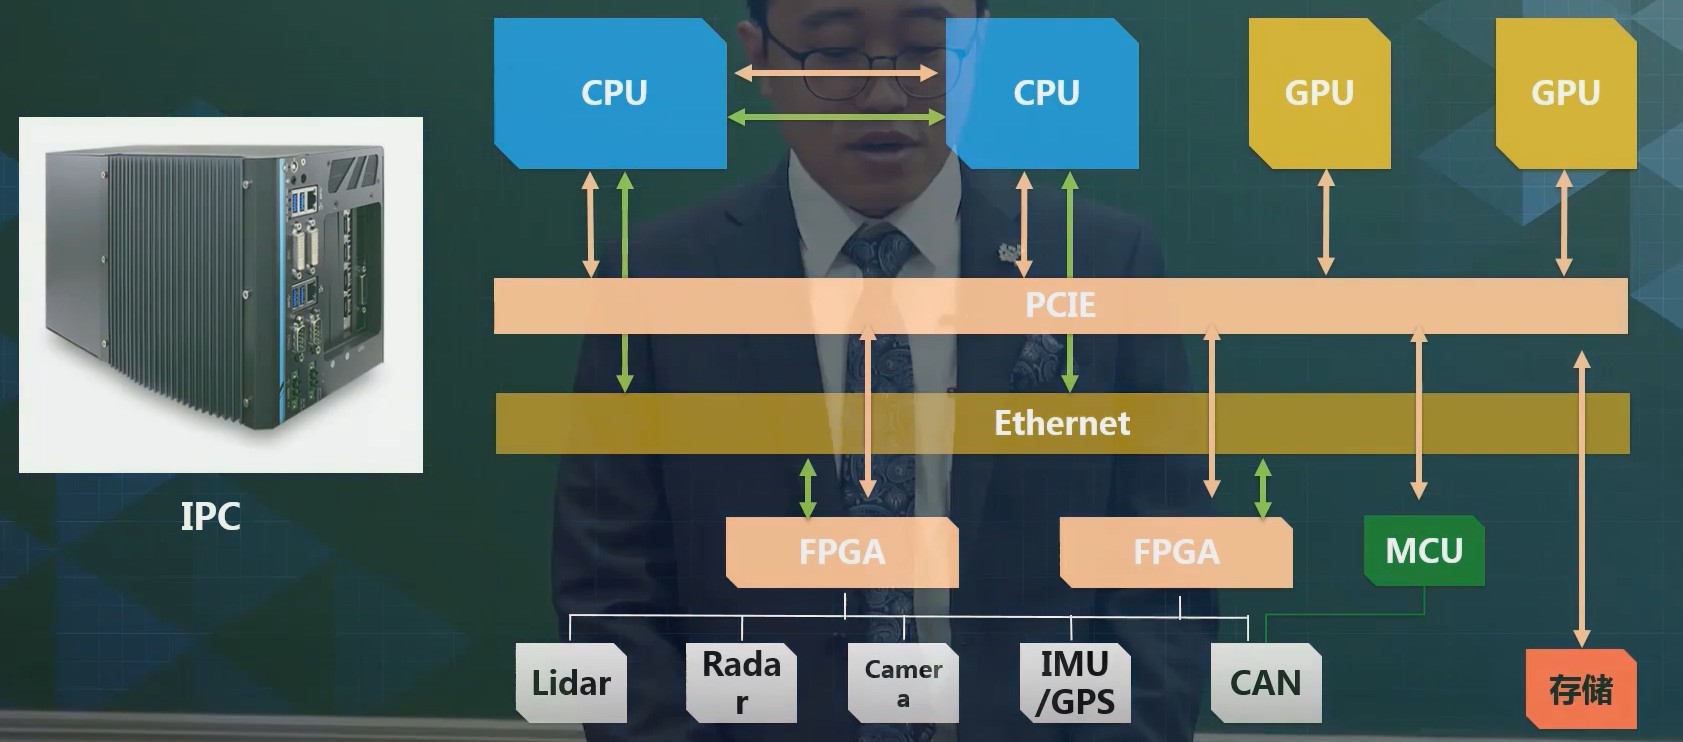 CPU
CPU
GPU
GPU
PCIE
Ethernet
IPC
FPGA
FPGA
MCU
Lidar
Rada
r
Camer
a
IMU
/GPS
CAN
存储